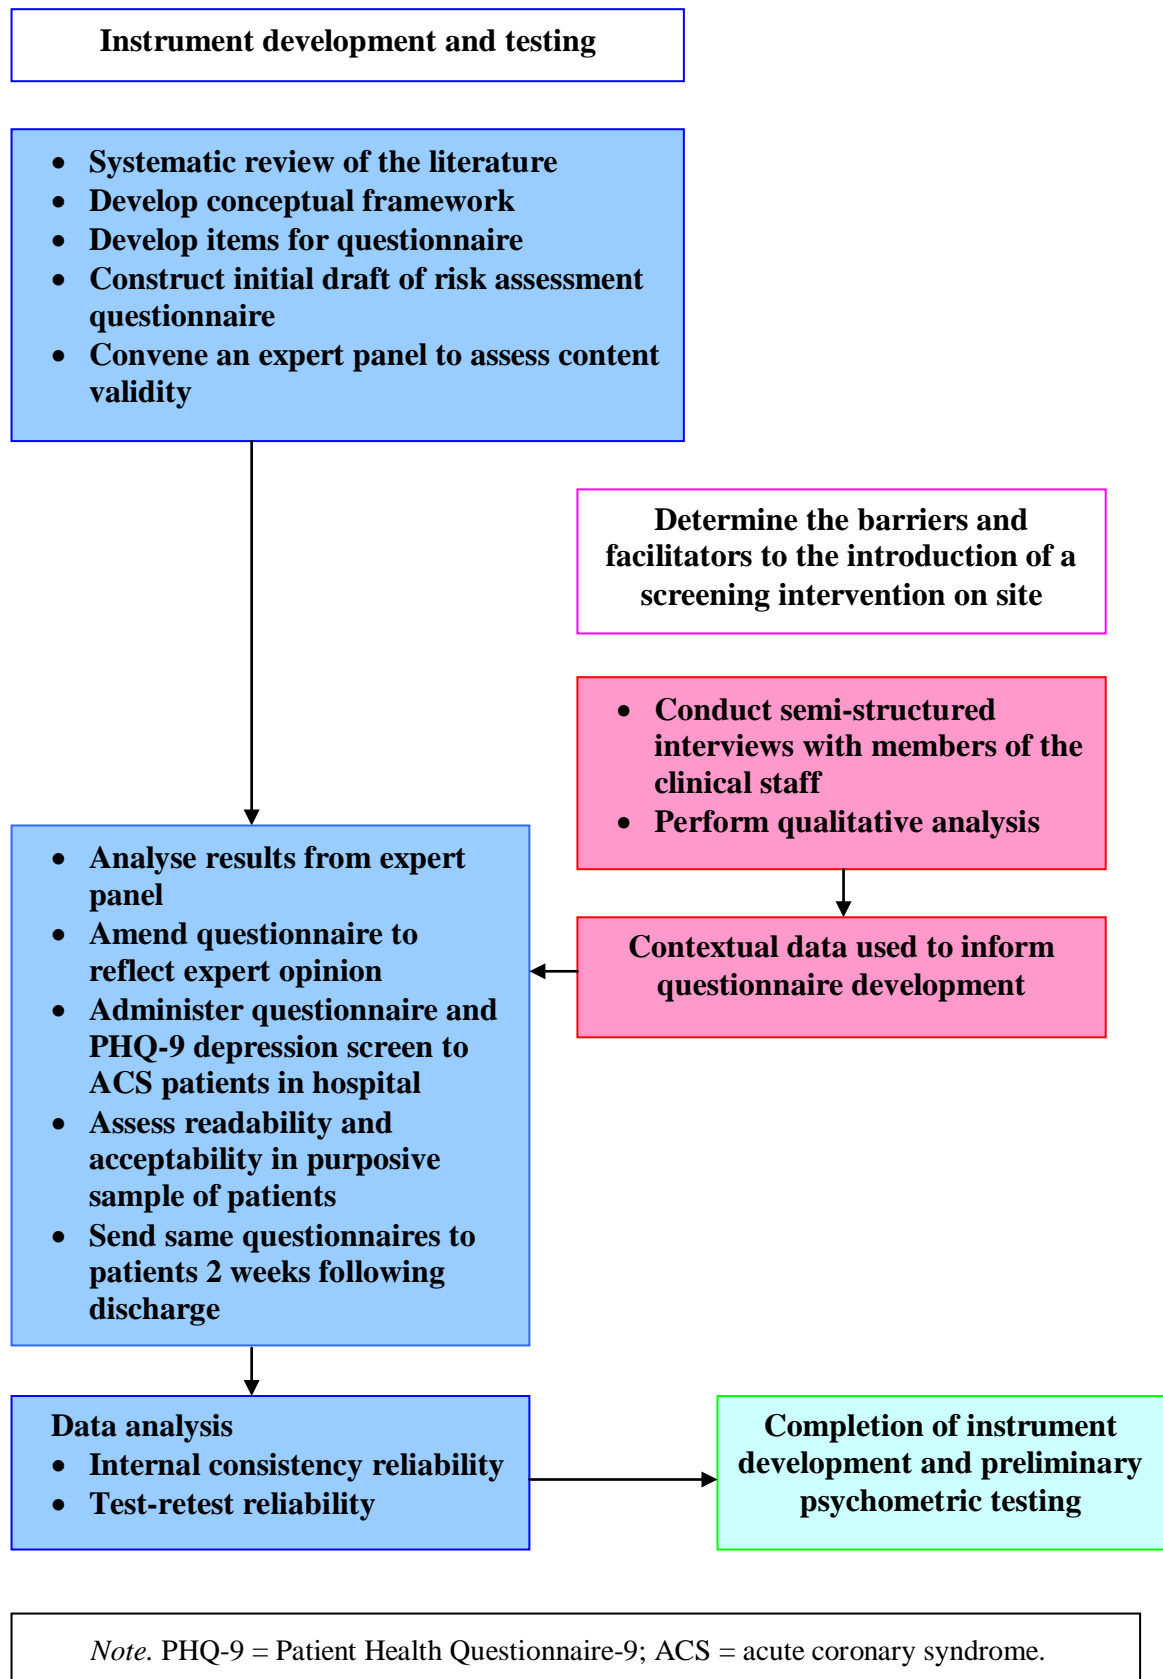 Instrument development and testing
• Systematic review of the literature
• Develop conceptual framework
• Develop items for questionnaire
• Construct initial draft of risk assessment
questionnaire
• Convene an expert panel to assess content
validity
Determine the barriers and
facilitators to the introduction of a
screening intervention on site
• Conduct semi-structured
interviews with members of the
clinical staff
• Perform qualitative analysis
Contextual data used to inform
questionnaire development
• Analyse results from expert
panel
• Amend questionnaire to
reflect expert opinion
• Administer questionnaire and
PHQ-9 depression screen to
ACS patients in hospital
• Assess readability and
acceptability in purposive
sample of patients
• Send same questionnaires to
patients 2 weeks following
discharge
Data analysis
• Internal consistency reliability
• Test-retest reliability
Completion of instrument
development and preliminary
psychometric testing
Note. PHQ-9 = Patient Health Questionnaire-9; ACS = acute coronary syndrome.